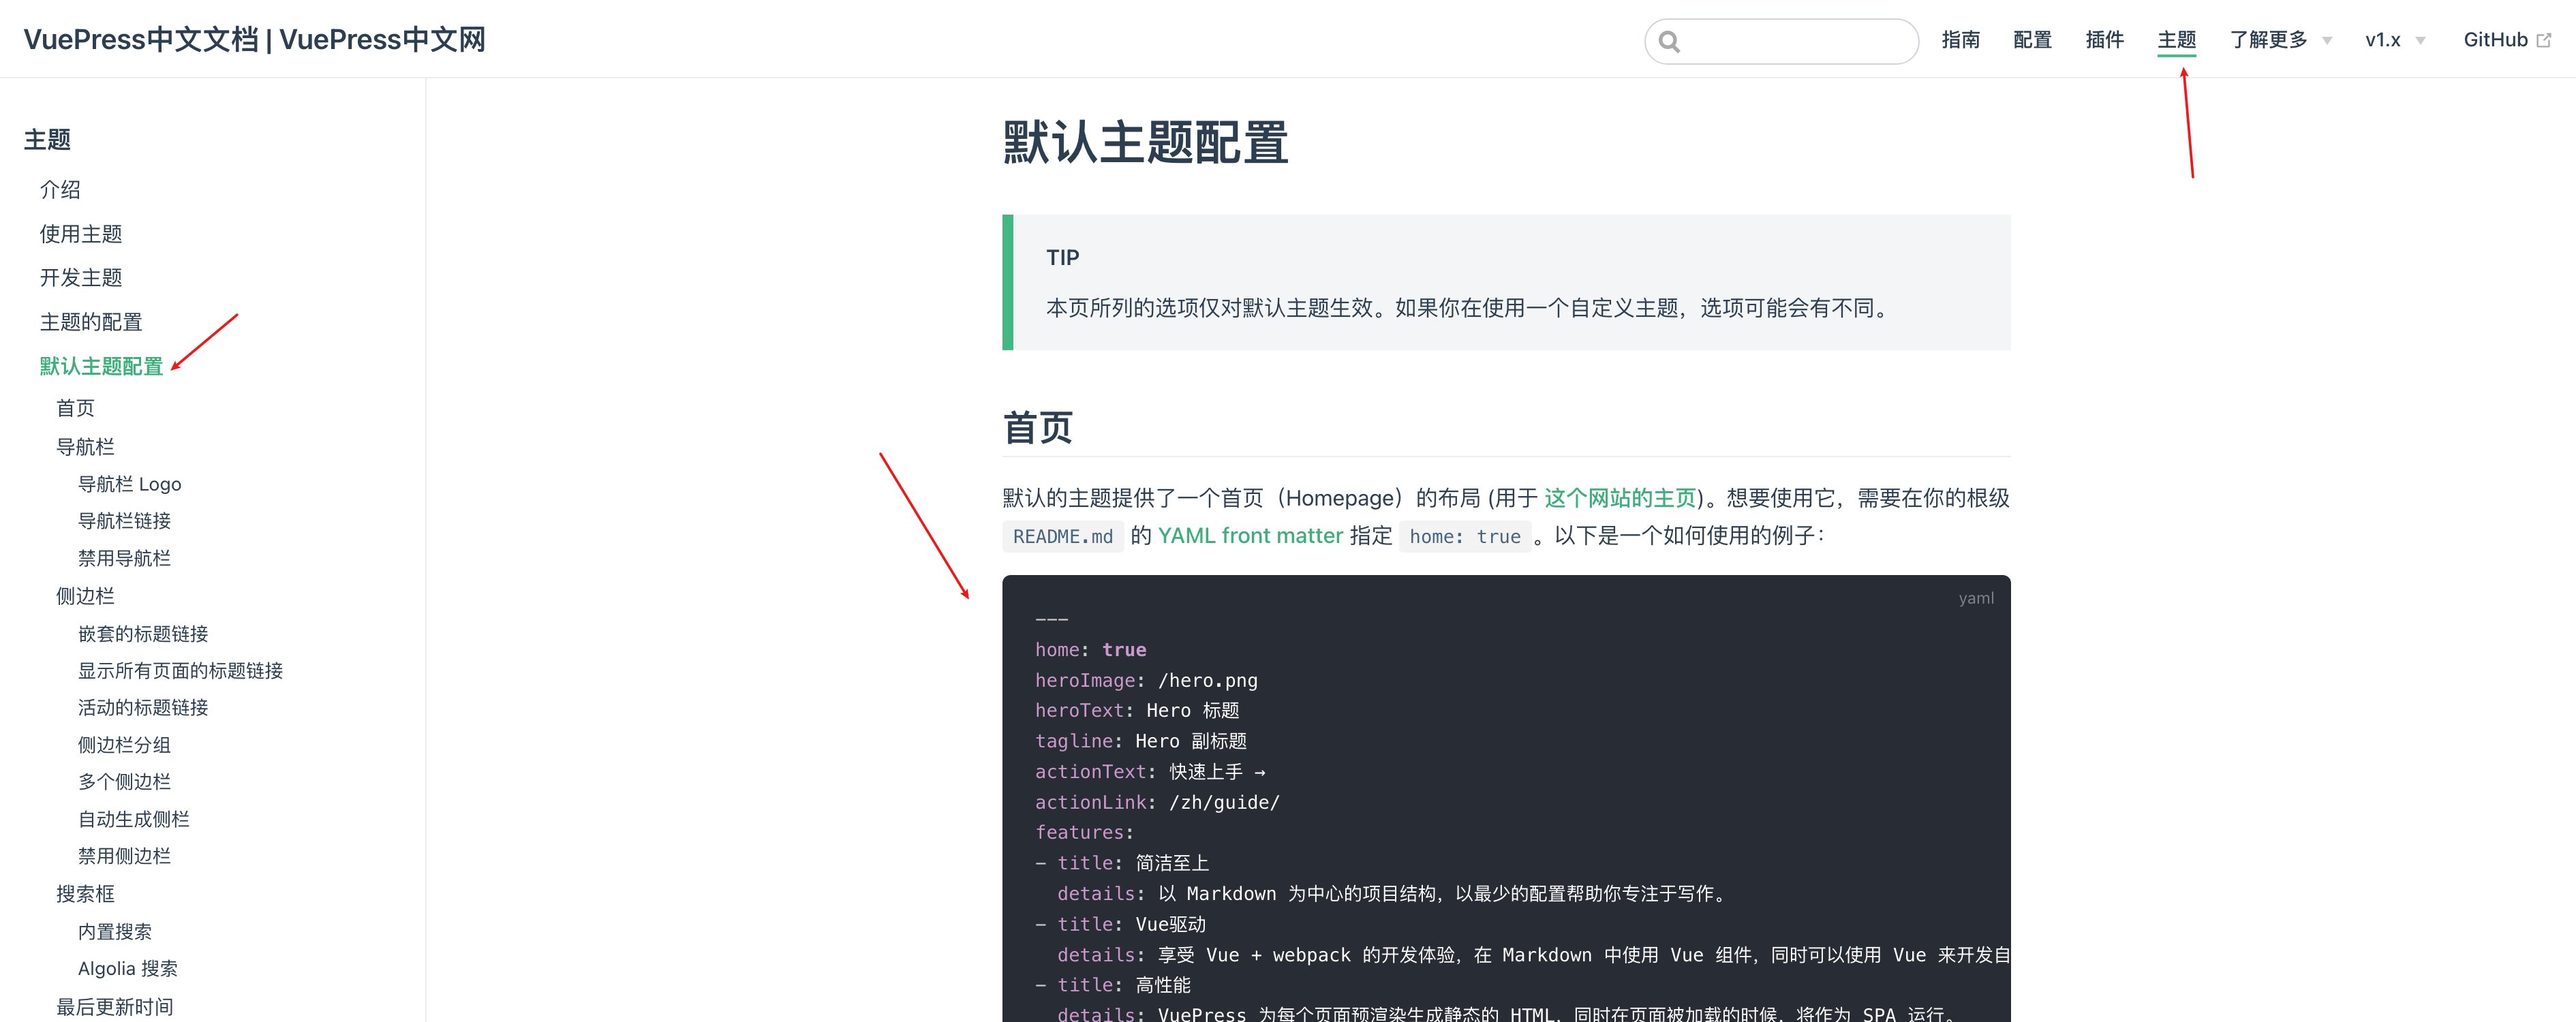 VuePress中文文档 | VuePress中文网
指南 配置 插件 主题 了解更多 v1.x GitHub
主题
介绍
使用主题
开发主题
主题的配置
默认主题配置
首页
导航栏
导航栏 Logo
导航栏链接
禁用导航栏
侧边栏
嵌套的标题链接
显示所有页面的标题链接
活动的标题链接
侧边栏分组
多个侧边栏
自动生成侧栏
禁用侧边栏
搜索框
内置搜索
Algolia 搜索
最后更新时间
默认主题配置
TIP
本页所列的选项仅对默认主题生效。如果你在使用一个自定义主题，选项可能会有不同。
首页
默认的主题提供了一个首页（Homepage）的布局 (用于 这个网站的主页)。想要使用它，需要在你的根级
README.md 的 YAML front matter 指定 home: true 。以下是一个如何使用的例子：
yaml
---
home: true
heroImage: /hero.png
heroText: Hero 标题
tagline: Hero 副标题
actionText: 快速上手 →
actionLink: /zh/guide/
features:
- title: 简洁至上
details: 以 Markdown 为中心的项目结构，以最少的配置帮助你专注于写作。
- title: Vue驱动
details: 享受 Vue + webpack 的开发体验，在 Markdown 中使用 Vue 组件，同时可以使用 Vue 来开发自
- title: 高性能
details: VuePress 为每个页面预渲染生成静态的 HTML，同时在页面被加载的时候，将作为 SPA 运行。